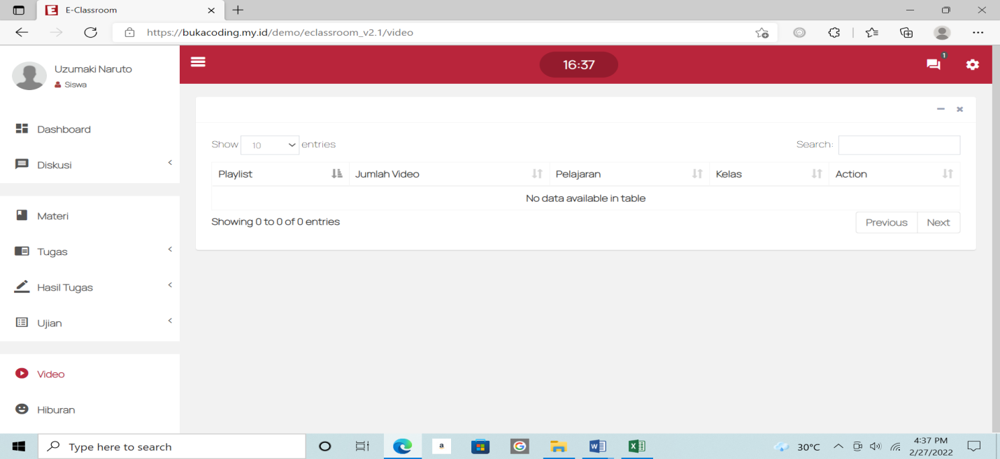 E-Classroom
https://bukacoding.my.id/demo/eclassroom_v2.1/video
Uzumaki Naruto
Siswa
16:37
1
Dashboard
Diskusi
Materi
Tugas
Hasil Tugas
Ujian
Video
Hiburan
Show 10 entries
Search:
Playlist Jumlah Video Pelajaran Kelas Action
No data available in table
Showing 0 to 0 of 0 entries
Previous Next
Type here to search
a
30°C
4:37 PM
2/27/2022